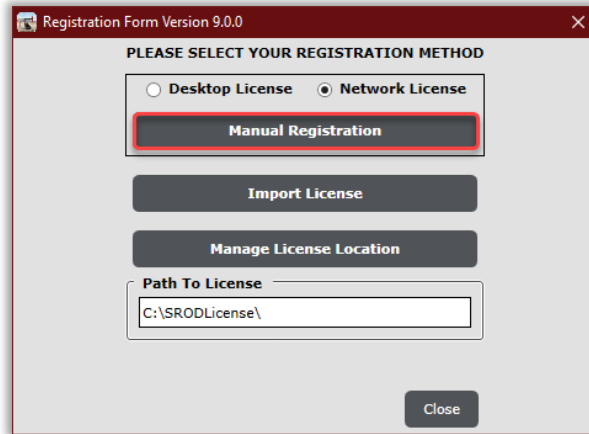 Registration Form Version 9.0.0
PLEASE SELECT YOUR REGISTRATION METHOD
Desktop License Network License
Manual Registration
Import License
Manage License Location
Path To License
C:\SRODLicense\
Close